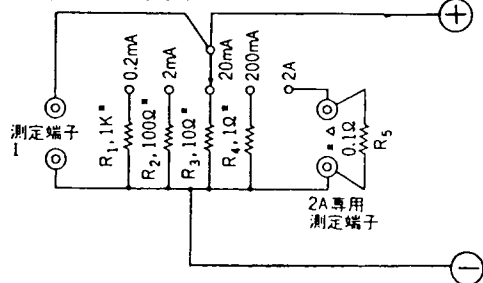 +
0.2mA
2mA
20mA
200mA
2A
測定端子
I
R₁, 1K※
R₂, 100Ω※
R₃, 10Ω※
R₄, 1Ω※
※ △
0.1Ω
R₅
2A専用
測定端子
−